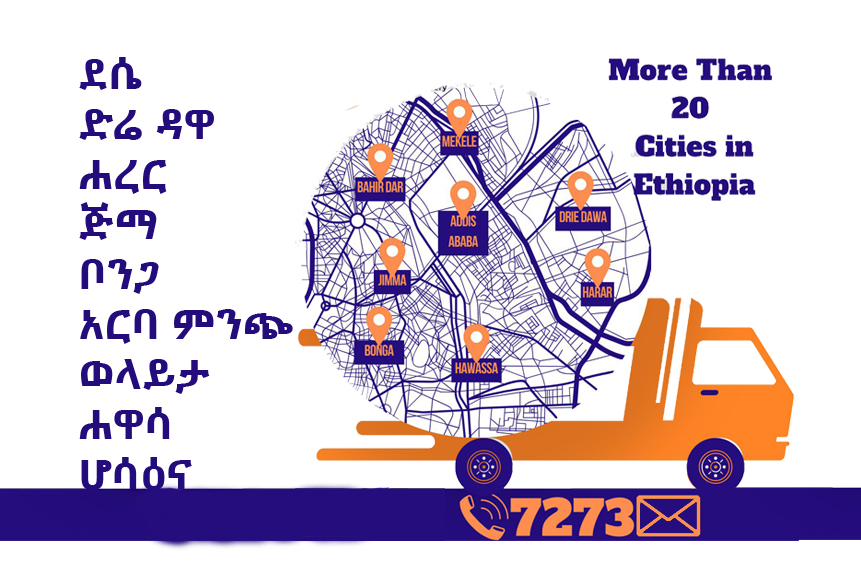 ደሴ
ድሬ ዳዋ
ሐረር
ጅማ
ቦንጋ
አርባ ምንጭ
ወላይታ
ሐዋሳ
ሆሳዕና
More Than
20
Cities in
Ethiopia
MEKELE
BAHIR DAR
ADDIS
ABABA
DRIE DAWA
JIMMA
HARAR
BONGA
HAWASSA
7273